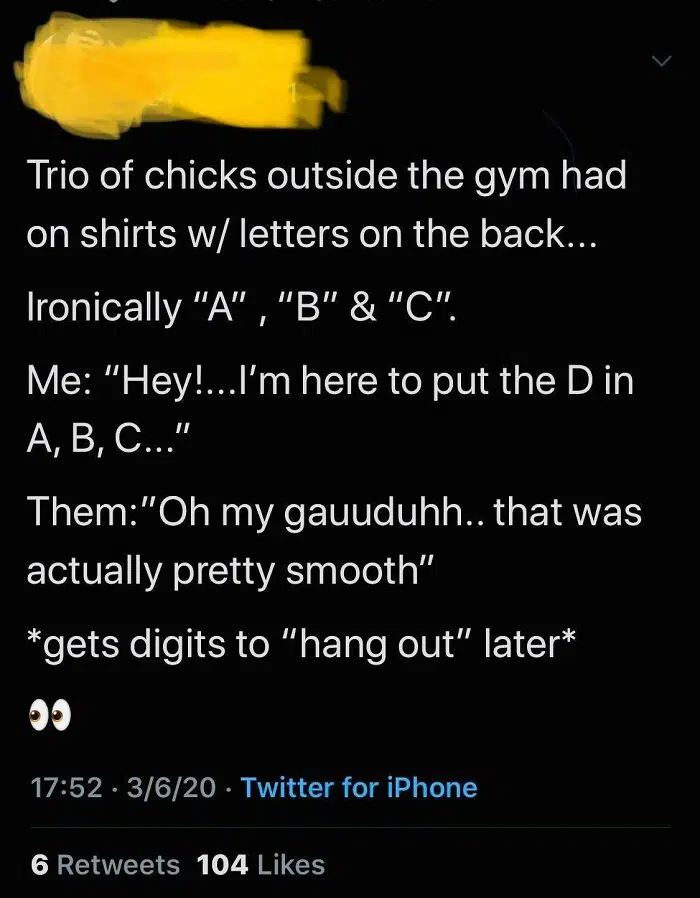 Trio of chicks outside the gym had
on shirts w/ letters on the back...
Ironically “A” , “B” & “C”.
Me: “Hey!...I’m here to put the D in
A, B, C...”
Them:”Oh my gauuduhh.. that was
actually pretty smooth”
*gets digits to “hang out” later*
👀
17:52 · 3/6/20 · Twitter for iPhone
6 Retweets 104 Likes